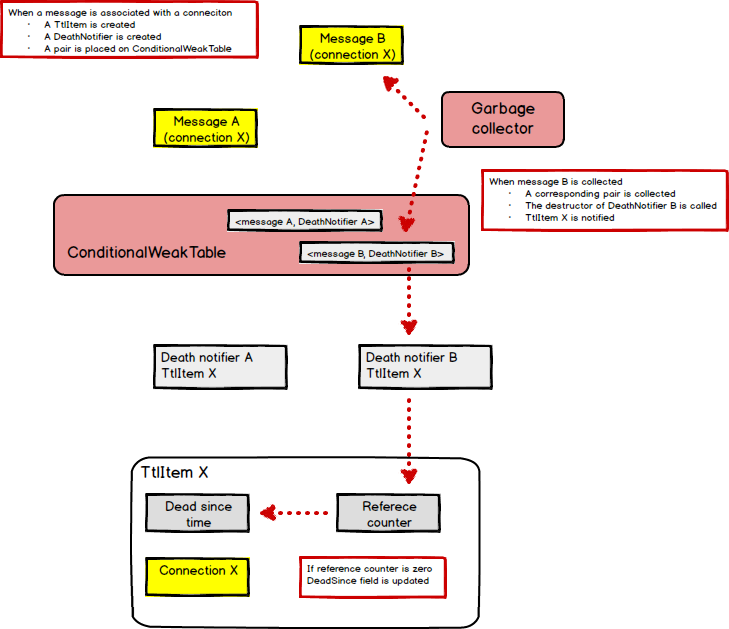 When a message is associated with a conneciton
· A TtlItem is created
· A DeathNotifier is created
· A pair is placed on ConditionalWeakTable
Message B
(connection X)
Garbage
collector
Message A
(connection X)
When message B is collected
· A corresponding pair is collected
· The destructor of DeathNotifier B is called
· TtlItem X is notified
<message A, DeathNotifier A>
ConditionalWeakTable
<message B, DeathNotifier B>
Death notifier A
TtlItem X
Death notifier B
TtlItem X
TtlItem X
Dead since
time
Referece
counter
Connection X
If reference counter is zero
DeadSince field is updated